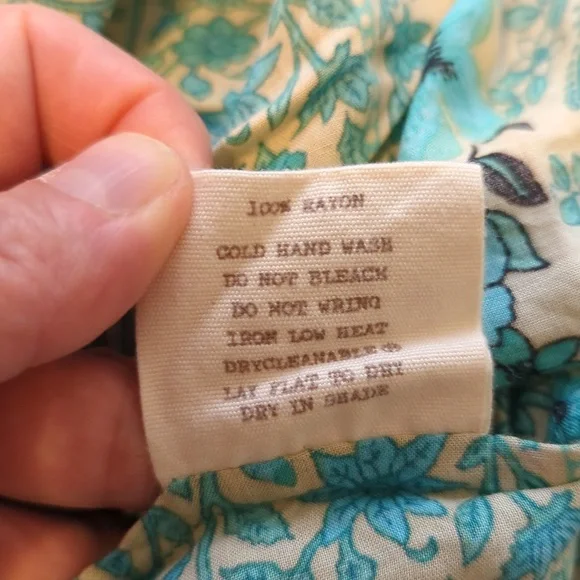 100% RAYON
COLD HAND WASH
DO NOT BLEACH
DO NOT WRING
IRON LOW HEAT
DRYCLEANABLE Ⓟ
LAY FLAT TO DRY
DRY IN SHADE